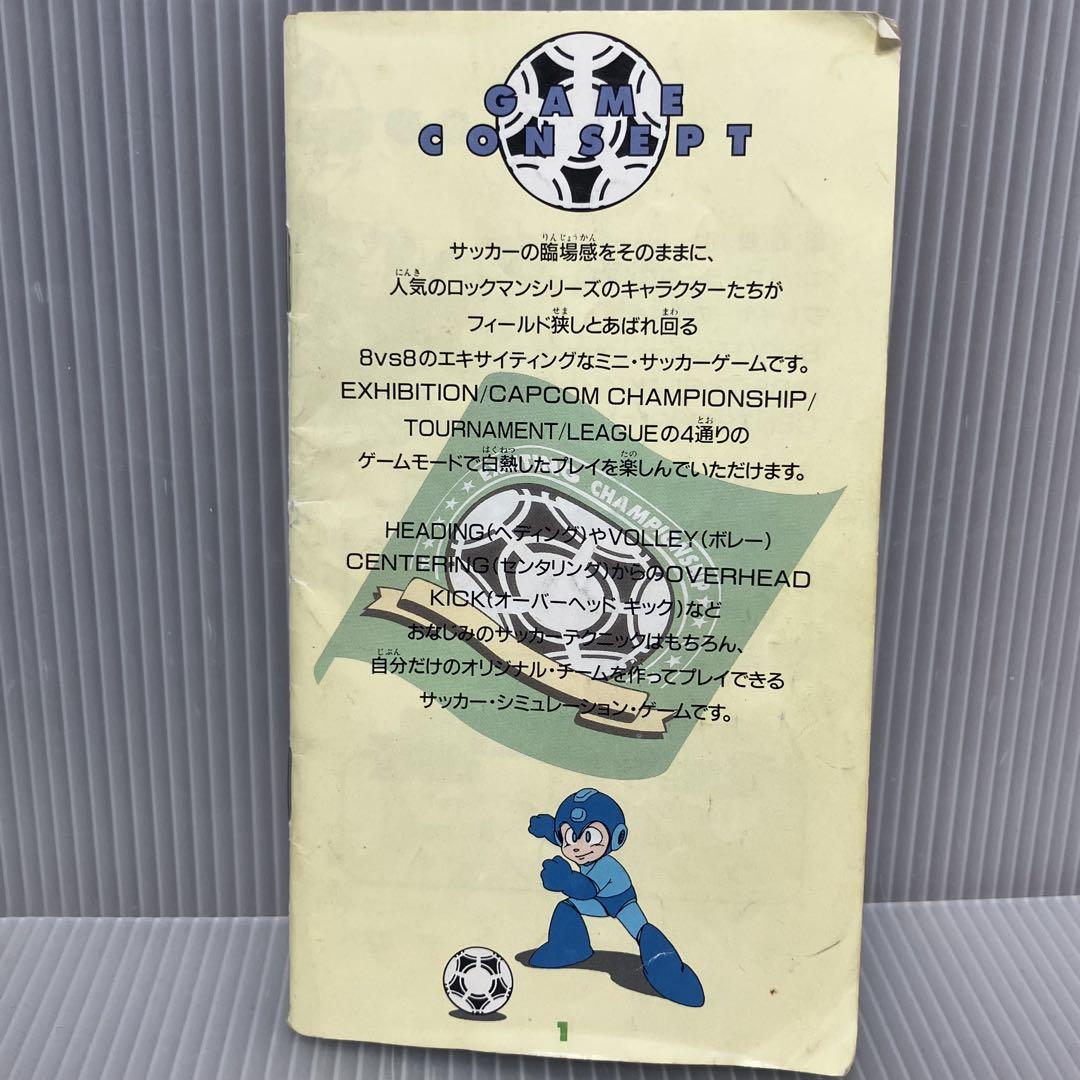 GAME
CONSEPT
サッカーの臨場感をそのままに、
人気のロックマンシリーズのキャラクターたちが
フィールド狭しとあばれ回る
8vs8のエキサイティングなミニ・サッカーゲームです。
EXHIBITION/CAPCOM CHAMPIONSHIP/
TOURNAMENT/LEAGUEの4通りの
ゲームモードで白熱したプレイを楽しんでいただけます。
HEADING(ヘディング)やVOLLEY(ボレー)
CENTERING(センタリング)からのOVERHEAD
KICK(オーバーヘッド キック)など
おなじみのサッカーテクニックはもちろん、
自分だけのオリジナル・チームを作ってプレイできる
サッカー・シミュレーション・ゲームです。
CHAMPIONSHIP
1